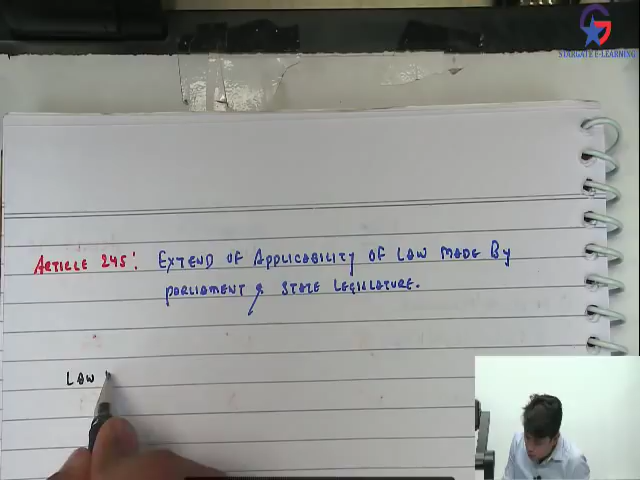 STARGATE E-LEARNING
ARTICLE 245: EXTEND OF APPLICABILITY OF LAW MADE By
PARLIAMENT & STATE LEGISLATURE.
LAW